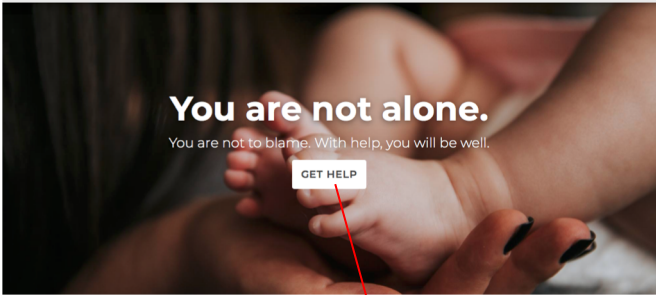 You are not alone.
You are not to blame. With help, you will be well.
GET HELP